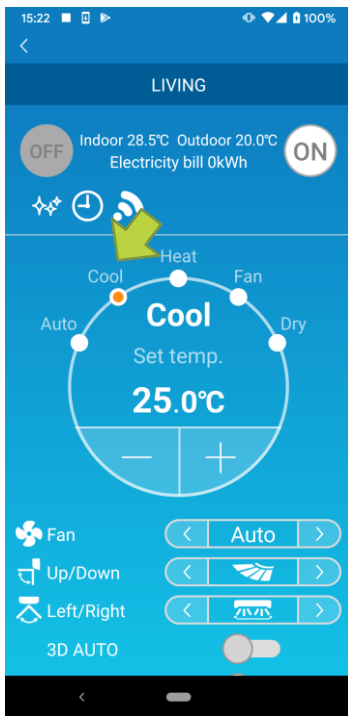 15:22 100%
LIVING
OFF Indoor 28.5℃ Outdoor 20.0℃ ON
Electricity bill 0kWh
Heat
Cool Fan
Auto Cool Dry
Set temp.
25.0℃
Fan Auto
Up/Down
Left/Right
3D AUTO